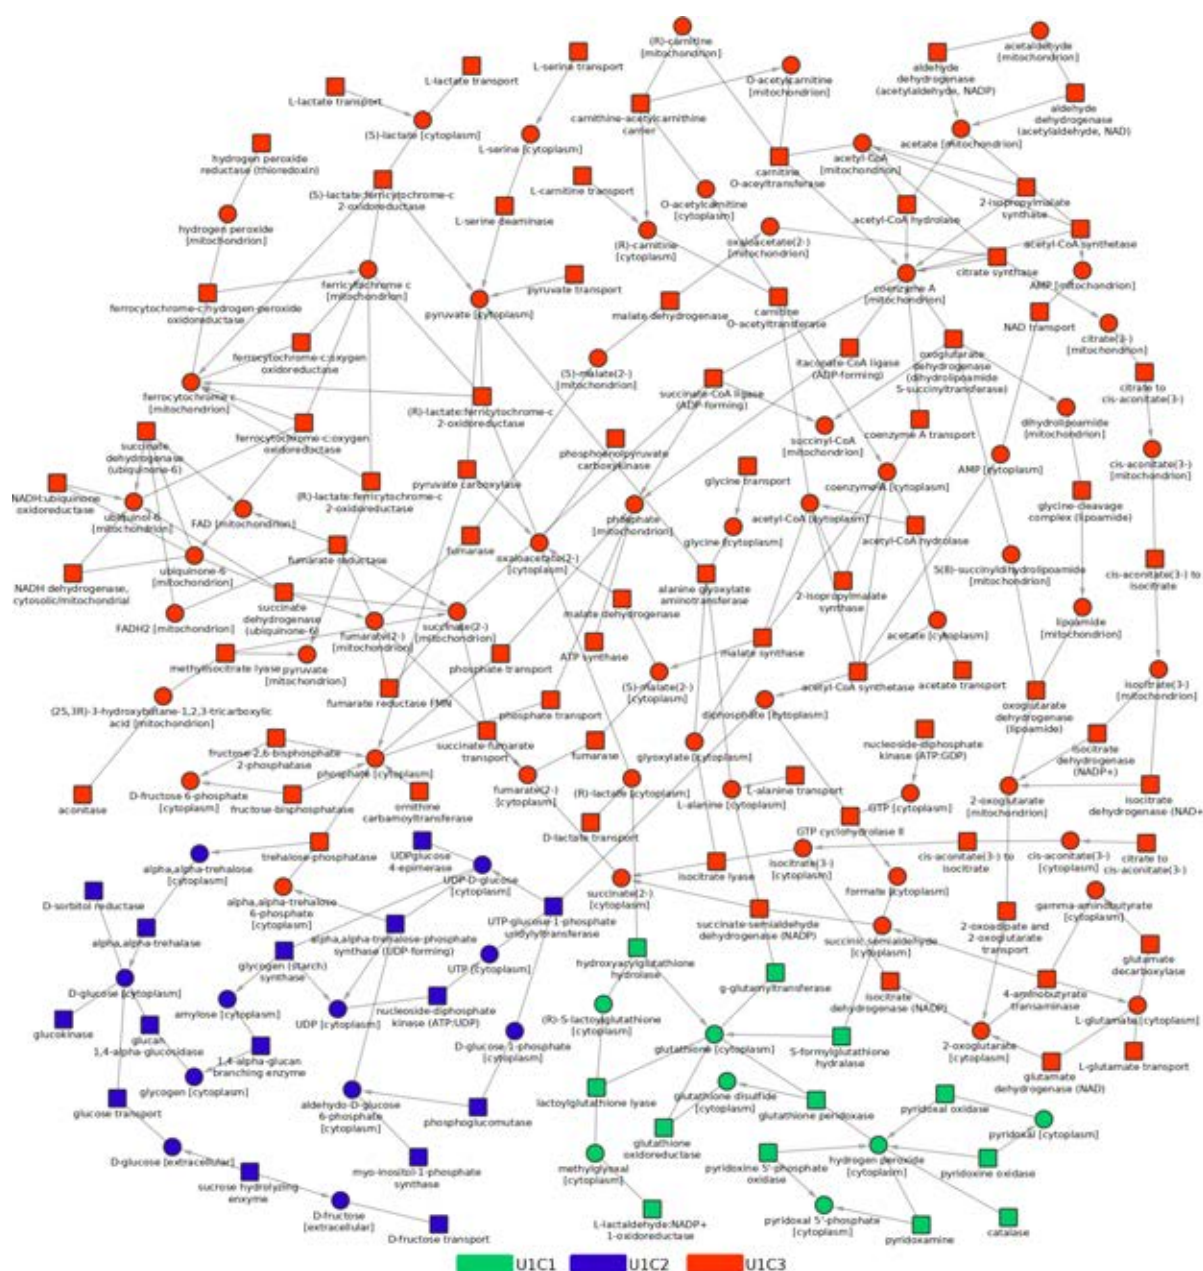 (R)-carnitine
[mitochondrion]
acetaldehyde
[mitochondrion]
L-serine transport
L-lactate transport
L-lactate transport
O-acetylcarnitine
[mitochondrion]
aldehyde
dehydrogenase
(acetylaldehyde, NADP)
aldehyde
dehydrogenase
(acetylaldehyde, NAD)
(S)-lactate [cytoplasm]
carnithine-acetylcarnithine
carrier
L-serine [cytoplasm]
acetate [mitochondrion]
acetyl-CoA
[mitochondrion]
hydrogen peroxide
reductase (thioredoxin)
carnitine
O-aceyltransferase
(S)-lactate:ferricytochrome-c
2-oxidoreductase
L-carnitine transport
O-acetylcarnitine
[cytoplasm]
2-isopropylmalate
synthase
L-serine deaminase
acetyl-CoA hydrolase
hydrogen peroxide
[mitochondrion]
(R)-carnitine
[cytoplasm]
oxaloacetate(2-)
[mitochondrion]
acetyl-CoA synthetase
citrate synthase
ferricytochrome c
[mitochondrion]
pyruvate transport
coenzyme A
[mitochondrion]
AMP [mitochondrion]
ferrocytochrome-c:hydrogen-peroxide
oxidoreductase
pyruvate [cytoplasm]
malate dehydrogenase
carnitine
O-acetyltransferase
NAD transport
citrate(3-)
[mitochondrion]
ferrocytochrome-c:oxygen
oxidoreductase
(S)-malate(2-)
[mitochondrion]
itaconate-CoA ligase
(ADP-forming)
oxoglutarate
dehydrogenase
(dihydrolipoamide
S-succinyltransferase)
citrate to
cis-aconitate(3-)
ferrocytochrome c
[mitochondrion]
(R)-lactate:ferricytochrome-c
2-oxidoreductase
succinate-CoA ligase
(ADP-forming)
succinate
dehydrogenase
(ubiquinone-6)
ferrocytochrome-c:oxygen
oxidoreductase
phosphoenolpyruvate
carboxykinase
succinyl-CoA
[mitochondrion]
coenzyme A transport
dihydrolipoamide
[mitochondrion]
AMP [cytoplasm]
cis-aconitate(3-)
[mitochondrion]
NADH:ubiquinone
oxidoreductase
(R)-lactate:ferricytochrome-c
2-oxidoreductase
pyruvate carboxylase
glycine transport
coenzyme A [cytoplasm]
ubiquinol-6
[mitochondrion]
FAD [mitochondrion]
phosphate
[mitochondrion]
acetyl-CoA [cytoplasm]
glycine-cleavage
complex (lipoamide)
glycine [cytoplasm]
acetyl-CoA hydrolase
fumarase
oxaloacetate(2-)
[cytoplasm]
fumarate reductase
ubiquinone-6
[mitochondrion]
S(8)-succinyldihydrolipoamide
[mitochondrion]
cis-aconitate(3-) to
isocitrate
NADH dehydrogenase,
cytosolic/mitochondrial
alanine glyoxylate
aminotransferase
2-isopropylmalate
synthase
succinate
dehydrogenase
(ubiquinone-6)
malate dehydrogenase
FADH2 [mitochondrion]
fumarate(2-)
[mitochondrion]
succinate(2-)
[mitochondrion]
acetate [cytoplasm]
lipoamide
[mitochondrion]
ATP synthase
malate synthase
methylisocitrate lyase
pyruvate
[mitochondrion]
phosphate transport
(S)-malate(2-)
[cytoplasm]
acetyl-CoA synthetase
acetate transport
isocitrate(3-)
[mitochondrion]
(2S,3R)-3-hydroxybutane-1,2,3-tricarboxylic
acid [mitochondrion]
fumarate reductase FMN
phosphate transport
diphosphate [cytoplasm]
oxoglutarate
dehydrogenase
(lipoamide)
fructose-2,6-bisphosphate
2-phosphatase
succinate-fumarate
transport
fumarase
glyoxylate [cytoplasm]
nucleoside-diphosphate
kinase (ATP:GDP)
isocitrate
dehydrogenase
(NADP+)
phosphate [cytoplasm]
aconitase
D-fructose 6-phosphate
[cytoplasm]
fructose-bisphosphatase
ornithine
carbamoyltransferase
fumarate(2-)
[cytoplasm]
(R)-lactate [cytoplasm]
L-alanine [cytoplasm]
L-alanine transport
GTP [cytoplasm]
2-oxoglutarate
[mitochondrion]
isocitrate
dehydrogenase (NAD+
D-lactate transport
GTP cyclohydrolase II
trehalose-phosphatase
UDPglucose
4-epimerase
alpha,alpha-trehalose
[cytoplasm]
UDP-D-glucose
[cytoplasm]
isocitrate lyase
isocitrate(3-)
[cytoplasm]
cis-aconitate(3-) to
isocitrate
cis-aconitate(3-)
[cytoplasm]
citrate to
cis-aconitate(3-)
D-sorbitol reductase
alpha,alpha-trehalose
6-phosphate [cytoplasm]
succinate(2-)
[cytoplasm]
formate [cytoplasm]
gamma-aminobutyrate
[cytoplasm]
UTP-glucose-1-phosphate
uridylyltransferase
alpha,alpha-trehalase
alpha,alpha-trehalose-phosphate
synthase (UDP-forming)
succinate-semialdehyde
dehydrogenase (NADP)
succinic semialdehyde
[cytoplasm]
2-oxoadipate and
2-oxoglutarate
transport
glycogen (starch)
synthase
UTP [cytoplasm]
hydroxyacylglutathione
hydrolase
glutamate
decarboxylase
D-glucose [cytoplasm]
g-glutamyltransferase
isocitrate
dehydrogenase (NADP)
4-aminobutyrate
transaminase
amylose [cytoplasm]
UDP [cytoplasm]
nucleoside-diphosphate
kinase (ATP:UDP)
(R)-S-lactoylglutathione
[cytoplasm]
L-glutamate [cytoplasm]
glucokinase
glucan
1,4-alpha-glucosidase
D-glucose 1-phosphate
[cytoplasm]
glutathione [cytoplasm]
S-formylglutathione
hydralase
2-oxoglutarate
[cytoplasm]
1,4-alpha-glucan
branching enzyme
glutamate
dehydrogenase (NAD)
L-glutamate transport
glycogen [cytoplasm]
glucose transport
aldehydo-D-glucose
6-phosphate [cytoplasm]
phosphoglucomutase
lactoylglutathione lyase
glutathione disulfide
[cytoplasm]
glutathione peroxidase
pyridoxal oxidase
pyridoxal [cytoplasm]
glutathione
oxidoreductase
D-glucose [extracellular]
myo-inositol-1-phosphate
synthase
methylglyoxal
[cytoplasm]
pyridoxine 5'-phosphate
oxidase
hydrogen peroxide
[cytoplasm]
pyridoxine oxidase
sucrose hydrolyzing
enxyme
D-fructose
[extracellular]
D-fructose transport
L-lactaldehyde:NADP+
1-oxidoreductase
pyridoxal 5'-phosphate
[cytoplasm]
pyridoxamine
catalase
U1C1
U1C2
U1C3